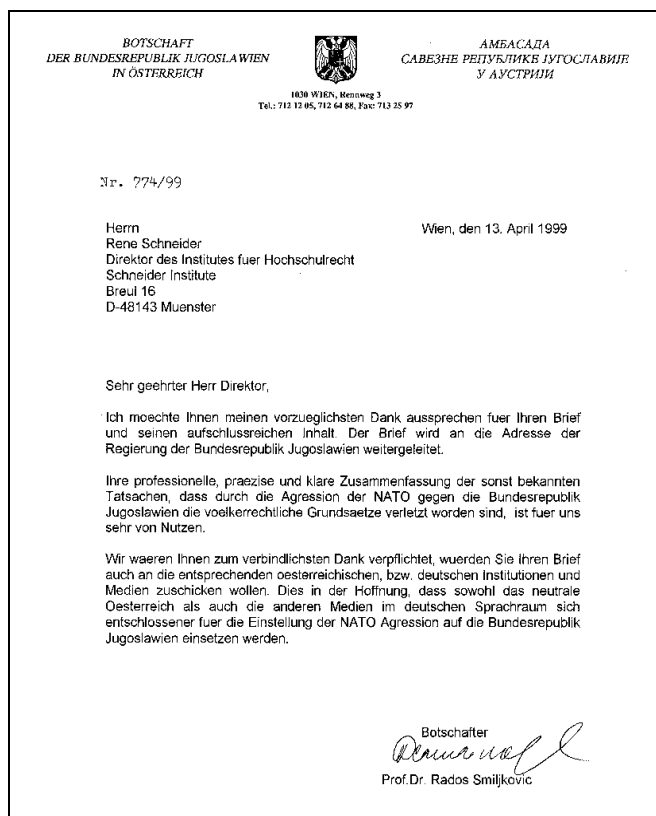 BOTSCHAFT
DER BUNDESREPUBLIK JUGOSLAWIEN
IN ÖSTERREICH
АМБАСАДА
САВЕЗНЕ РЕПУБЛИКЕ ЈУГОСЛАВИЈЕ
У АУСТРИЈИ
1030 WIEN, Rennweg 3
Tel.: 712 12 05, 712 64 88, Fax: 713 25 97
Nr. 774/99
Herrn
Wien, den 13. April 1999
Rene Schneider
Direktor des Institutes fuer Hochschulrecht
Schneider Institute
Breul 16
D-48143 Muenster
Sehr geehrter Herr Direktor,
Ich moechte Ihnen meinen vorzueglichsten Dank aussprechen fuer Ihren Brief
und seinen aufschlussreichen Inhalt. Der Brief wird an die Adresse der
Regierung der Bundesrepublik Jugoslawien weitergeleitet.
Ihre professionelle, praezise und klare Zusammenfassung der sonst bekannten
Tatsachen, dass durch die Agression der NATO gegen die Bundesrepublik
Jugoslawien die voelkerrechtliche Grundsaetze verletzt worden sind, ist fuer uns
sehr von Nutzen.
Wir waeren Ihnen zum verbindlichsten Dank verpflichtet, wuerden Sie Ihren Brief
auch an die entsprechenden oesterreichischen, bzw. deutschen Institutionen und
Medien zuschicken wollen. Dies in der Hoffnung, dass sowohl das neutrale
Oesterreich als auch die anderen Medien im deutschen Sprachraum sich
entschlossener fuer die Einstellung der NATO Agression auf die Bundesrepublik
Jugoslawien einsetzen werden.
Botschafter
Prof.Dr. Rados Smiljkovic